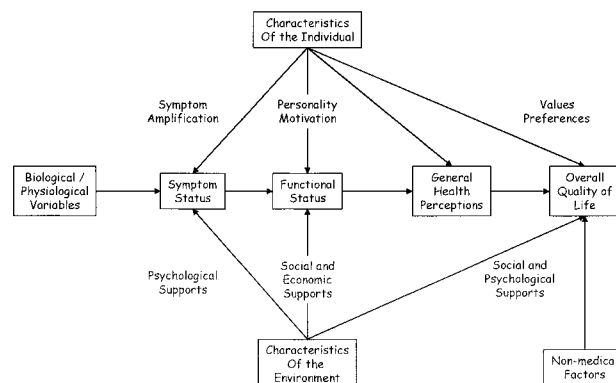 Characteristics
Of the Individual
Symptom
Amplification
Personality
Motivation
Values
Preferences
Biological /
Physiological
Variables
Symptom
Status
Functional
Status
General
Health
Perceptions
Overall
Quality of
Life
Psychological
Supports
Social and
Economic
Supports
Social and
Psychological
Supports
Characteristics
Of the
Environment
Non-medica
Factors